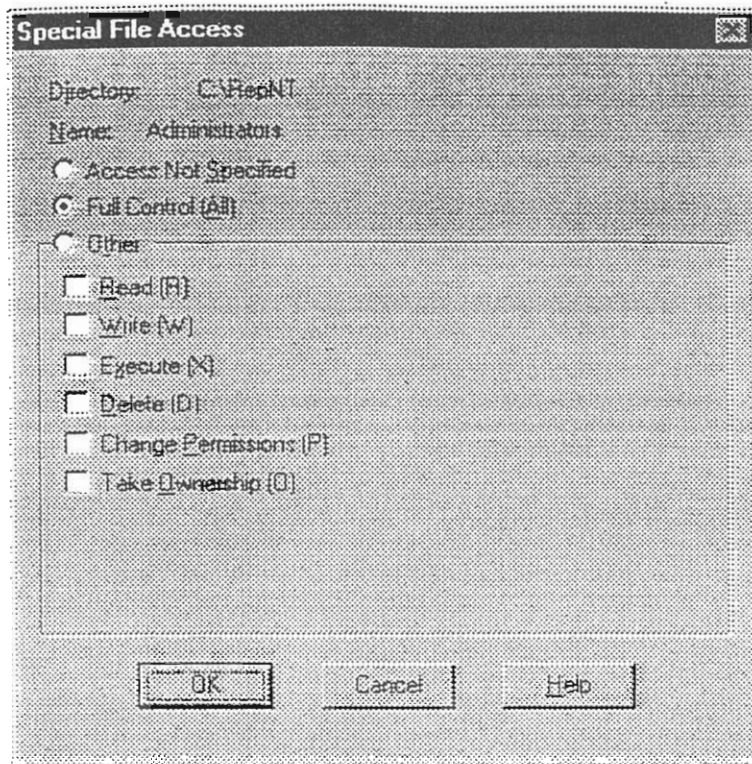 Special File Access
Directory: C:\RepNT
Name: Administrators
Access Not Specified
Full Control (All)
Other
Read (R)
Write (W)
Execute (X)
Delete (D)
Change Permissions (P)
Take Ownership (O)
OK Cancel Help